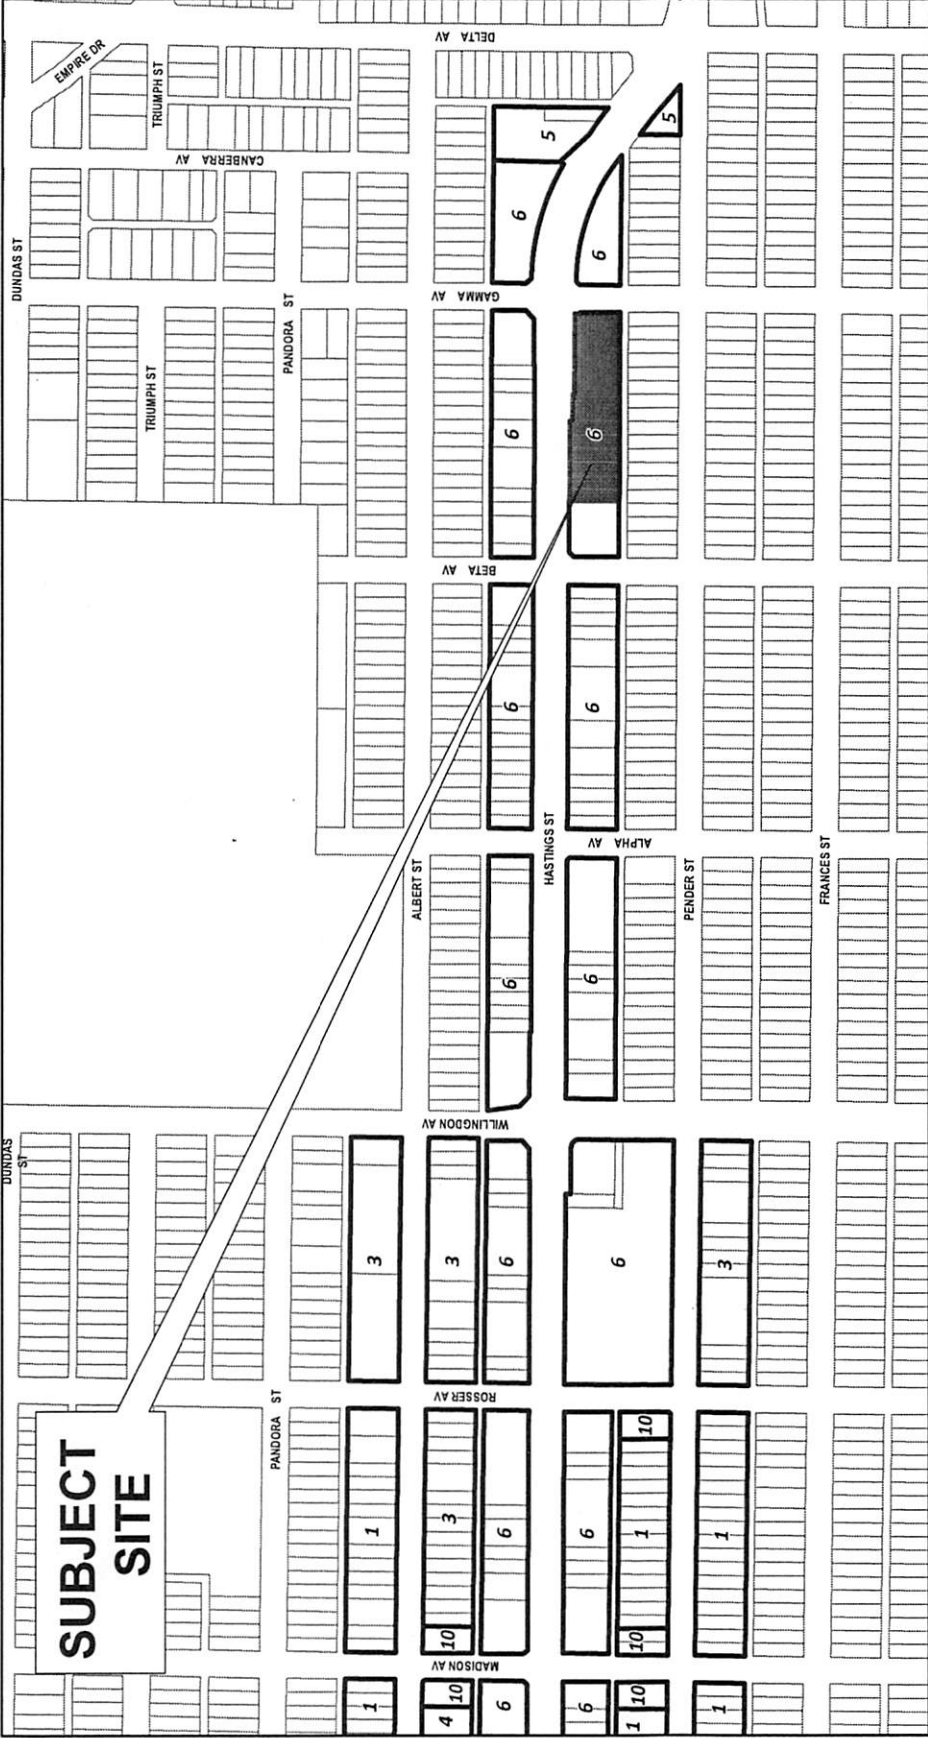 DUNDAS
ST
DUNDAS ST
EMPIRE DR
SUBJECT
SITE
TRIUMPH ST
TRIUMPH ST
CANBERRA AV
PANDORA ST
PANDORA ST
1
1
3
ALBERT ST
4
10
10
3
3
MADISON AV
ROSSER AV
WILLINGDON AV
BETA AV
GAMMA AV
DELTA AV
6
6
6
6
6
6
6
5
HASTINGS ST
6
6
6
6
6
6
6
5
ALPHA AV
1
10
10
1
10
PENDER ST
1
1
3
FRANCES ST